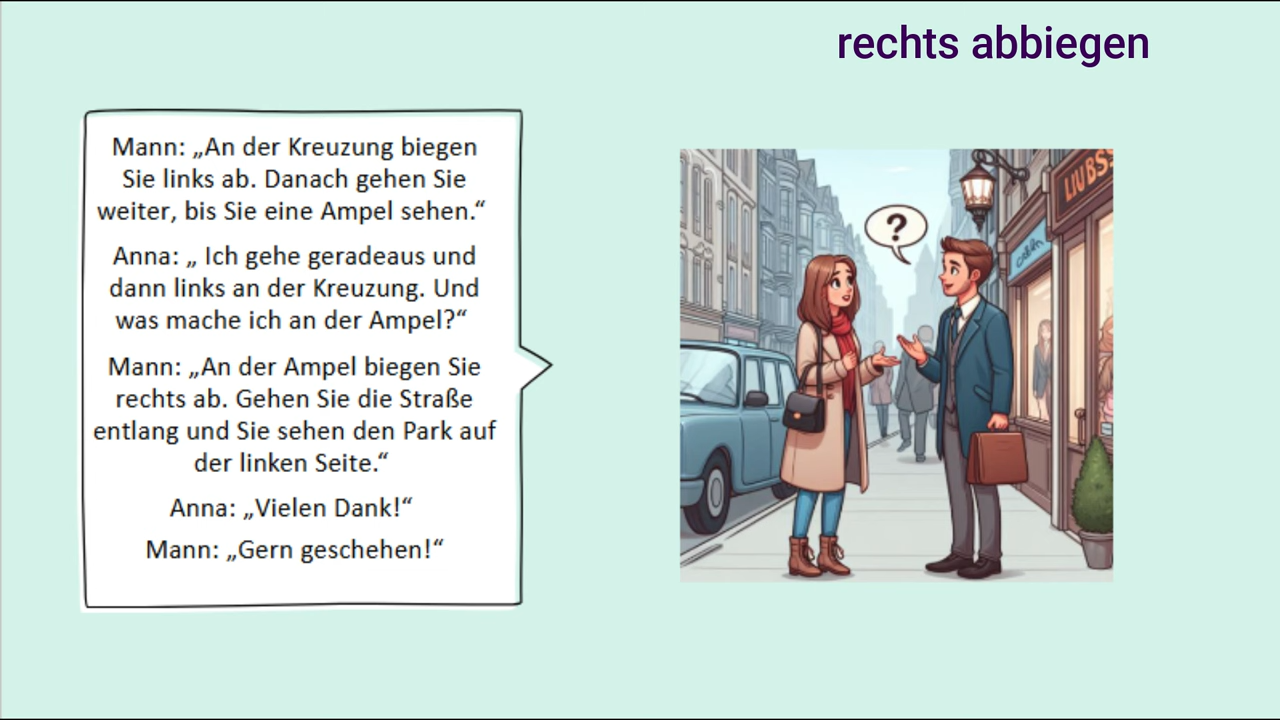 rechts abbiegen
Mann: „An der Kreuzung biegen
Sie links ab. Danach gehen Sie
weiter, bis Sie eine Ampel sehen.“
Anna: „ Ich gehe geradeaus und
dann links an der Kreuzung. Und
was mache ich an der Ampel?“
Mann: „An der Ampel biegen Sie
rechts ab. Gehen Sie die Straße
entlang und Sie sehen den Park auf
der linken Seite.“
Anna: „Vielen Dank!“
Mann: „Gern geschehen!“
?